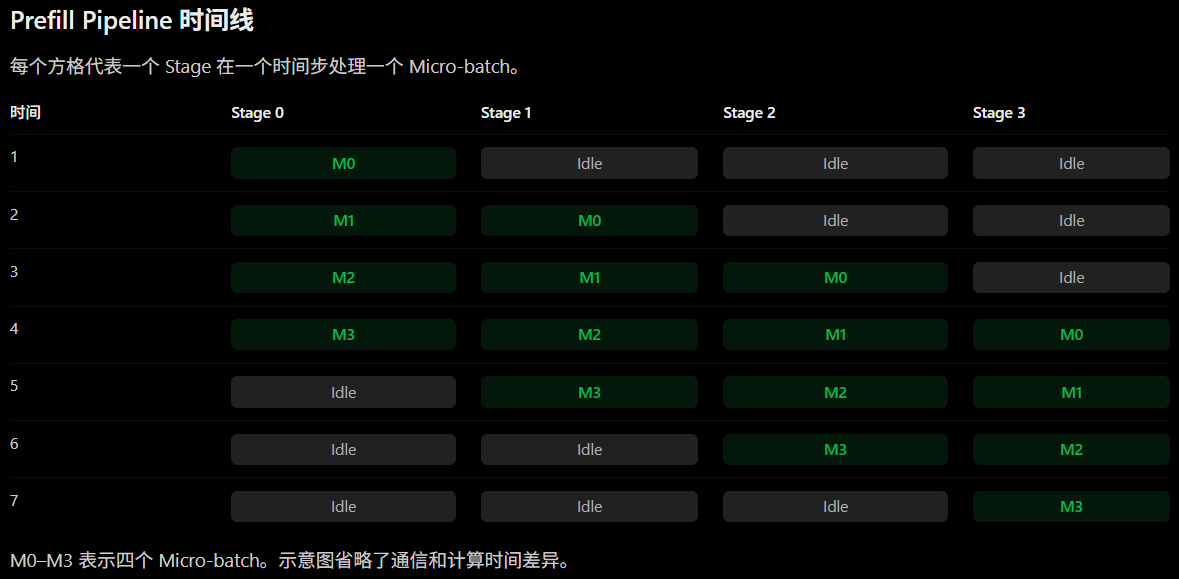 Prefill Pipeline 时间线
每个方格代表一个 Stage 在一个时间步处理一个 Micro-batch。
时间 Stage 0 Stage 1 Stage 2 Stage 3
1 M0 Idle Idle Idle
2 M1 M0 Idle Idle
3 M2 M1 M0 Idle
4 M3 M2 M1 M0
5 Idle M3 M2 M1
6 Idle Idle M3 M2
7 Idle Idle Idle M3
M0–M3 表示四个 Micro-batch。示意图省略了通信和计算时间差异。